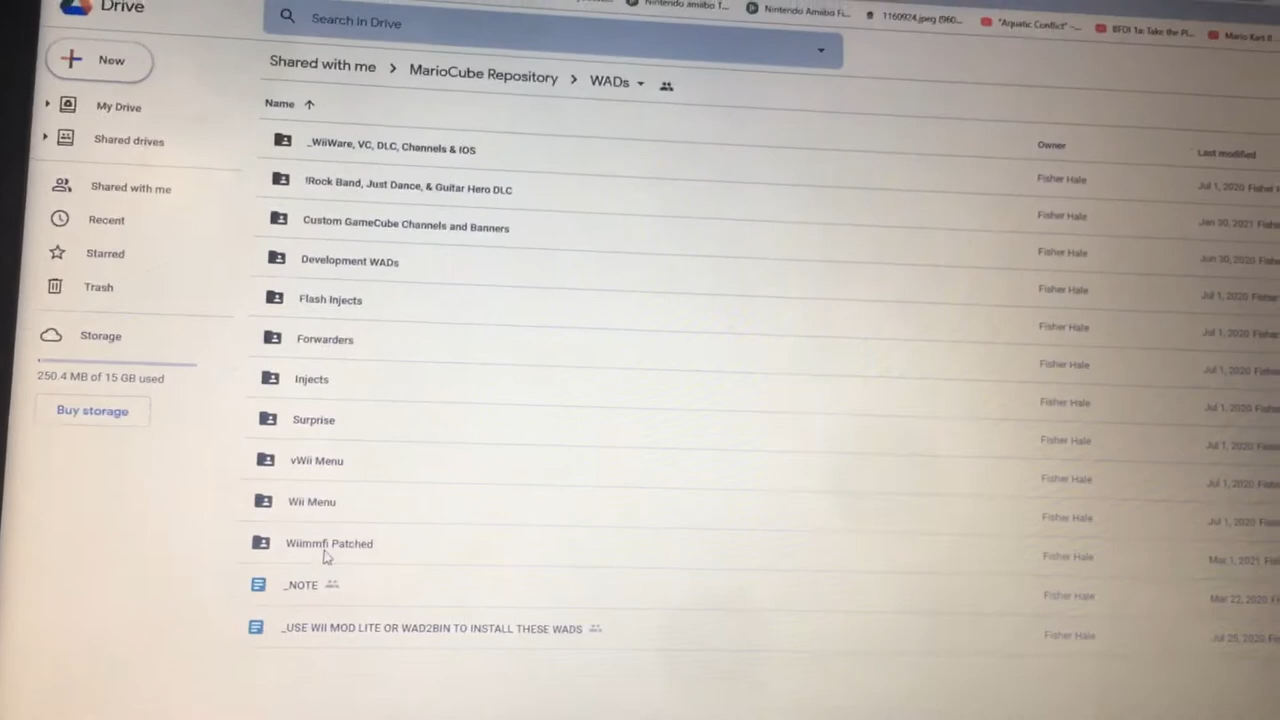 Drive
Nintendo amiibo T...
Nintendo Amiibo Fi...
1160924.jpeg (960...
"Aquatic Conflict" -...
BFDI 1a: Take the Pl...
Mario Kart 8...
Search in Drive
New
Shared with me > MarioCube Repository > WADs
Name
Owner
Last modified
My Drive
Shared drives
Shared with me
Recent
Starred
Trash
Storage
250.4 MB of 15 GB used
Buy storage
_WiiWare, VC, DLC, Channels & IOS
Fisher Hale
Jul 1, 2020 Fisher
!Rock Band, Just Dance, & Guitar Hero DLC
Fisher Hale
Jan 30, 2021
Custom GameCube Channels and Banners
Fisher Hale
Jun 30, 2020
Development WADs
Fisher Hale
Jul 1, 2020
Flash Injects
Fisher Hale
Jul 1, 2020
Forwarders
Fisher Hale
Jul 1, 2020
Injects
Fisher Hale
Jul 1, 2020
Surprise
Fisher Hale
Jul 1, 2020
vWii Menu
Fisher Hale
Jul 1, 2020
Wii Menu
Fisher Hale
Jul 1, 2020
Wiimmfi Patched
Fisher Hale
Mar 1, 2021
_NOTE
Fisher Hale
Mar 22, 2020
_USE WII MOD LITE OR WAD2BIN TO INSTALL THESE WADS
Fisher Hale
Jul 25, 2020